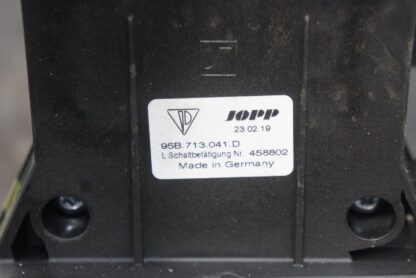 JOPP
23.02.19
95B.713.041.D
L Schaltbetätigung Nr. 458802
Made in Germany